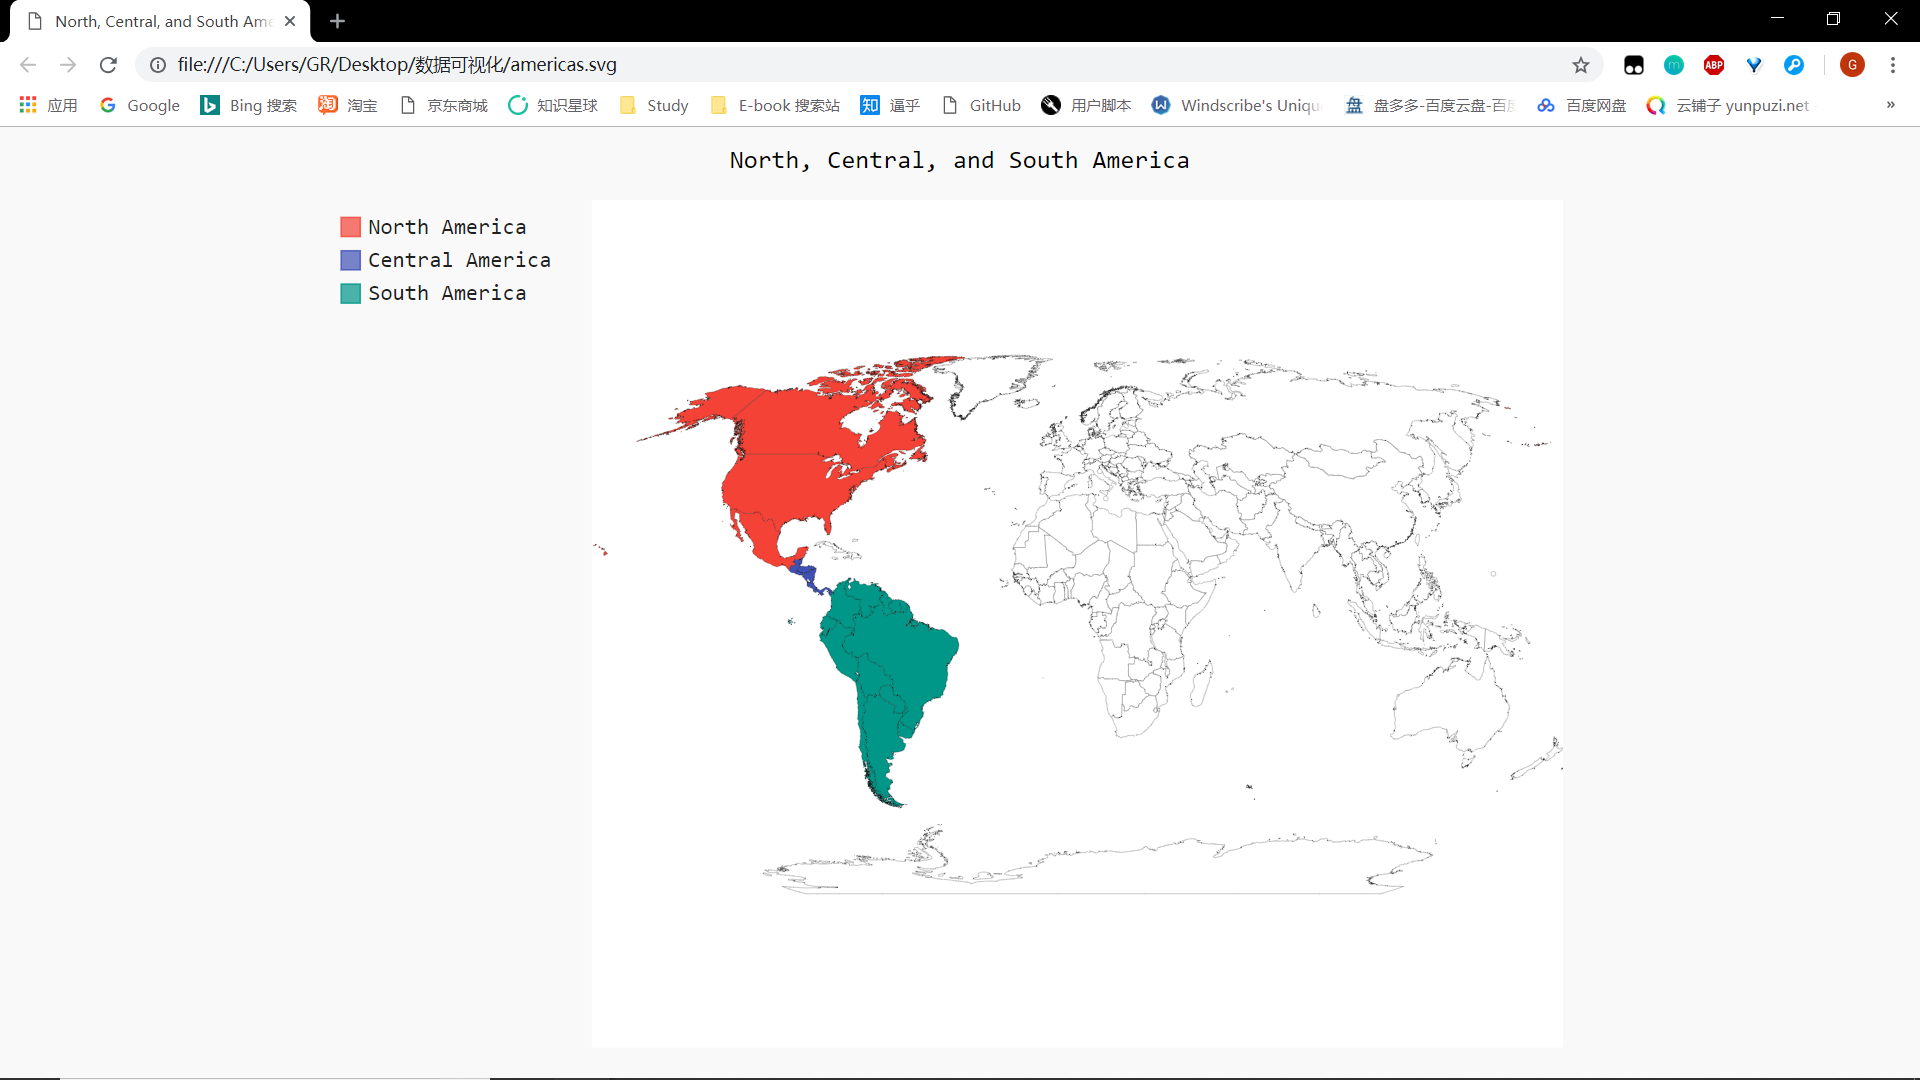 North, Central, and South Ame
file:///C:/Users/GR/Desktop/数据可视化/americas.svg
ABP
G
应用 Google Bing 搜索 淘宝 京东商城 知识星球 Study E-book 搜索站 知 逼乎 GitHub 用户脚本 Windscribe's Uniqu 盘多多-百度云盘-百度 百度网盘 云铺子 yunpuzi.net »
North, Central, and South America
North America
Central America
South America